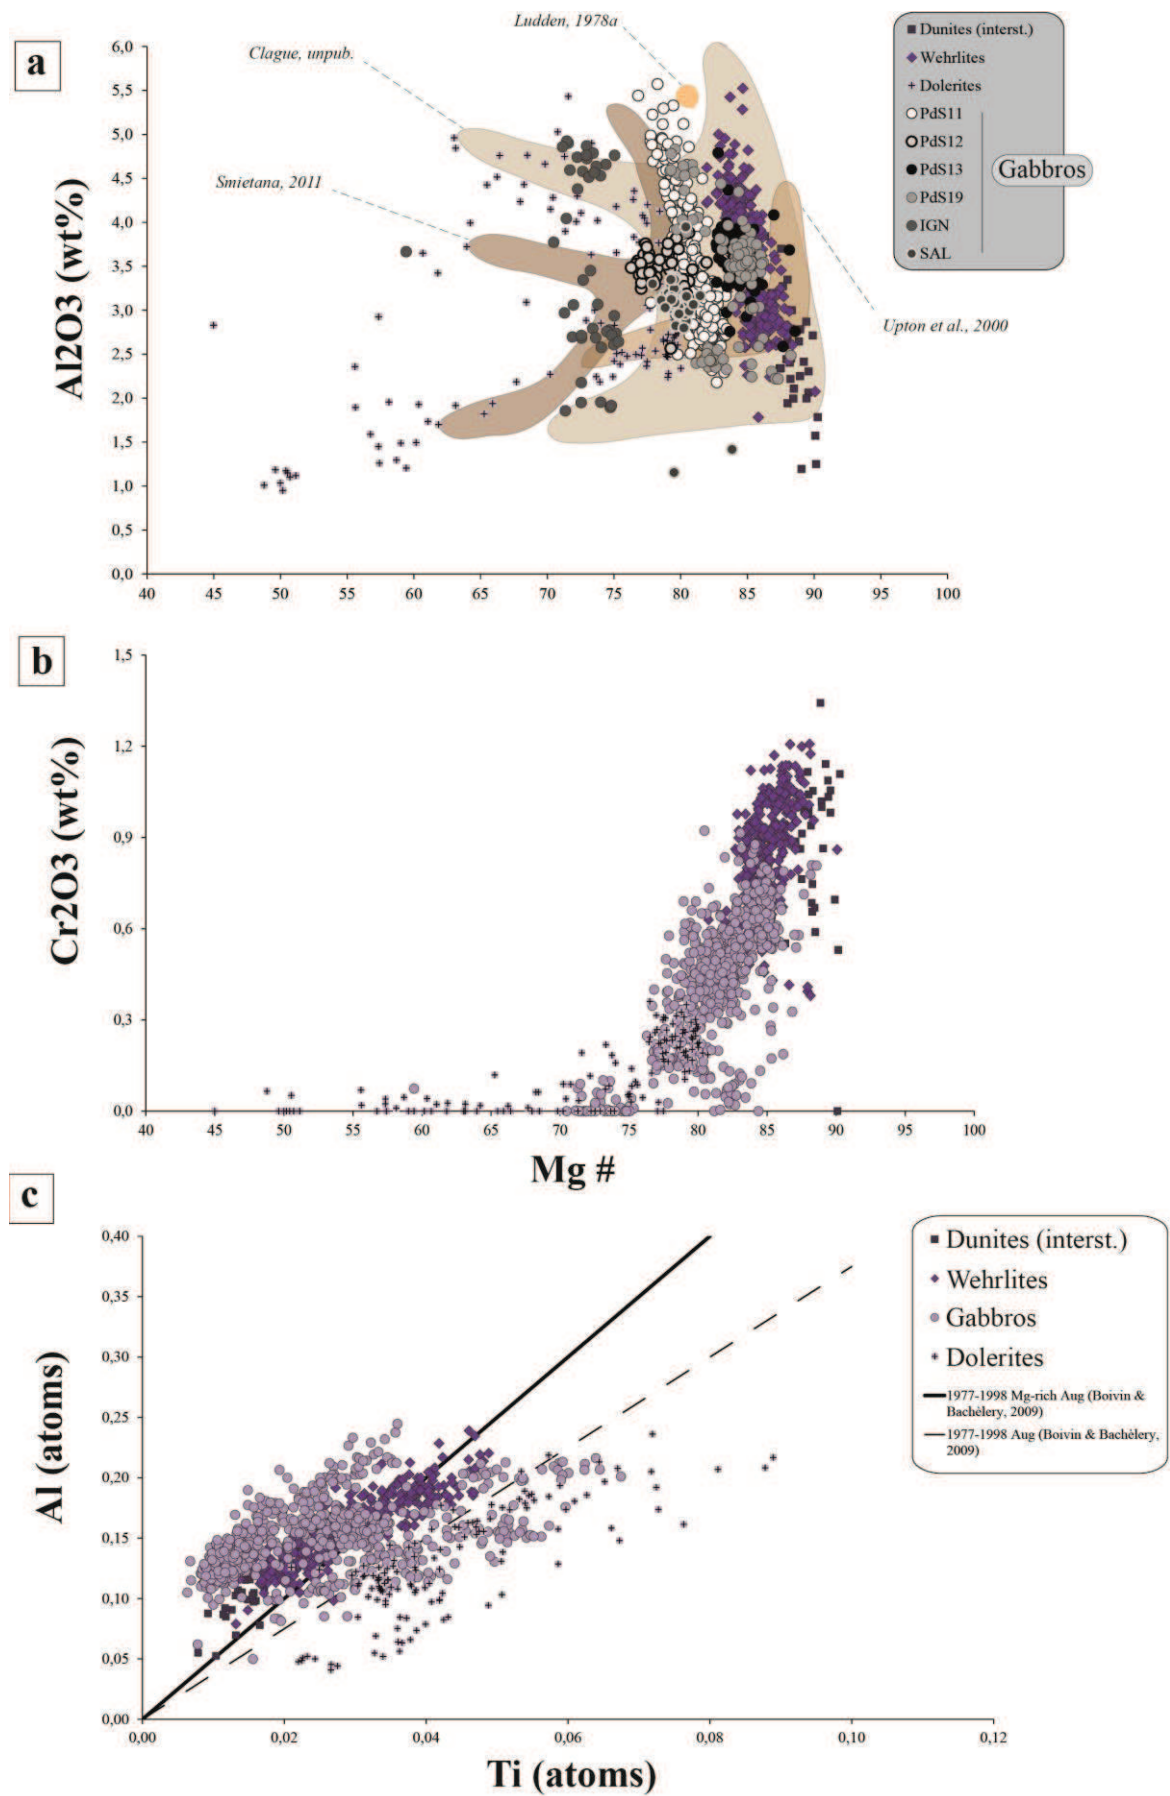 a
Ludden, 1978a
Clague, unpub.
Smietana, 2011
Upton et al., 2000
Dunites (interst.)
Wehrlites
Dolerites
PdS11
PdS12
PdS13
PdS19
IGN
SAL
Gabbros
Al2O3 (wt%)
6,0
5,5
5,0
4,5
4,0
3,5
3,0
2,5
2,0
1,5
1,0
0,5
0,0
40 45 50 55 60 65 70 75 80 85 90 95 100
b
Cr2O3 (wt%)
1,5
1,2
0,9
0,6
0,3
0,0
40 45 50 55 60 65 70 75 80 85 90 95 100
Mg #
c
Al (atoms)
0,40
0,35
0,30
0,25
0,20
0,15
0,10
0,05
0,00
0,00 0,02 0,04 0,06 0,08 0,10 0,12
Ti (atoms)
Dunites (interst.)
Wehrlites
Gabbros
Dolerites
1977-1998 Mg-rich Aug (Boivin &
Bachèlery, 2009)
1977-1998 Aug (Boivin & Bachèlery,
2009)